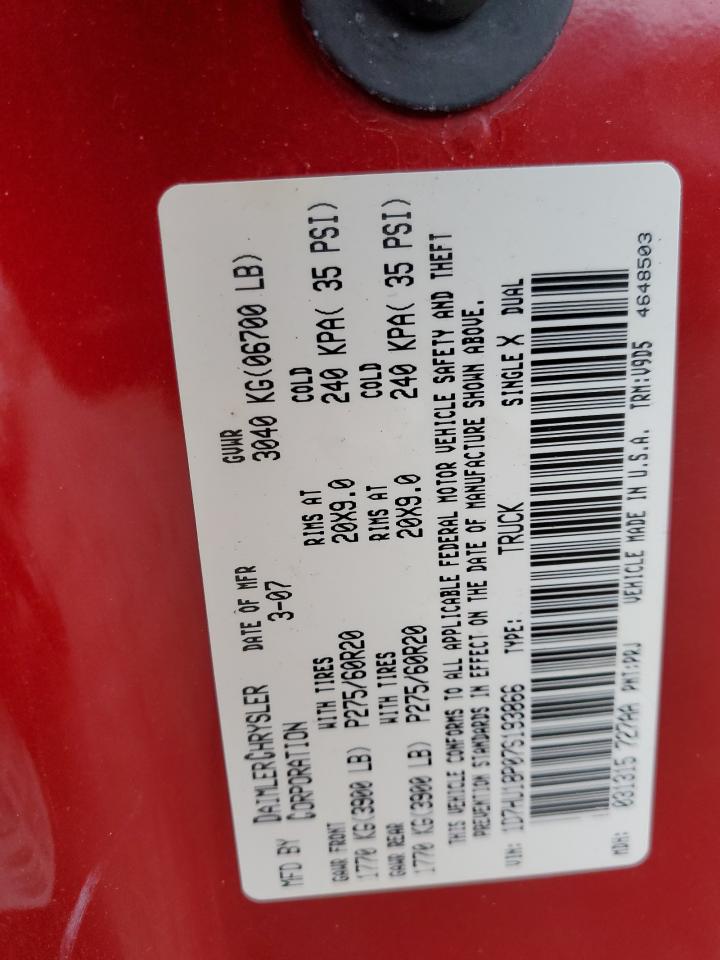 MFD BY DAIMLERCHRYSLER CORPORATION DATE OF MFR 3-07 GVWR 3040 KG(06700 LB)
GAWR FRONT WITH TIRES RIMS AT COLD
1770 KG(3900 LB) P275/60R20 20X9.0 240 KPA( 35 PSI)
GAWR REAR WITH TIRES RIMS AT COLD
1770 KG(3900 LB) P275/60R20 20X9.0 240 KPA( 35 PSI)
THIS VEHICLE CONFORMS TO ALL APPLICABLE FEDERAL MOTOR VEHICLE SAFETY AND THEFT
PREVENTION STANDARDS IN EFFECT ON THE DATE OF MANUFACTURE SHOWN ABOVE.
VIN: 1D7HU18P07S193866 TYPE: TRUCK SINGLE X DUAL
MDH: 031315 727AA PNT:PRJ VEHICLE MADE IN U.S.A. TRM:V9D5 4648503